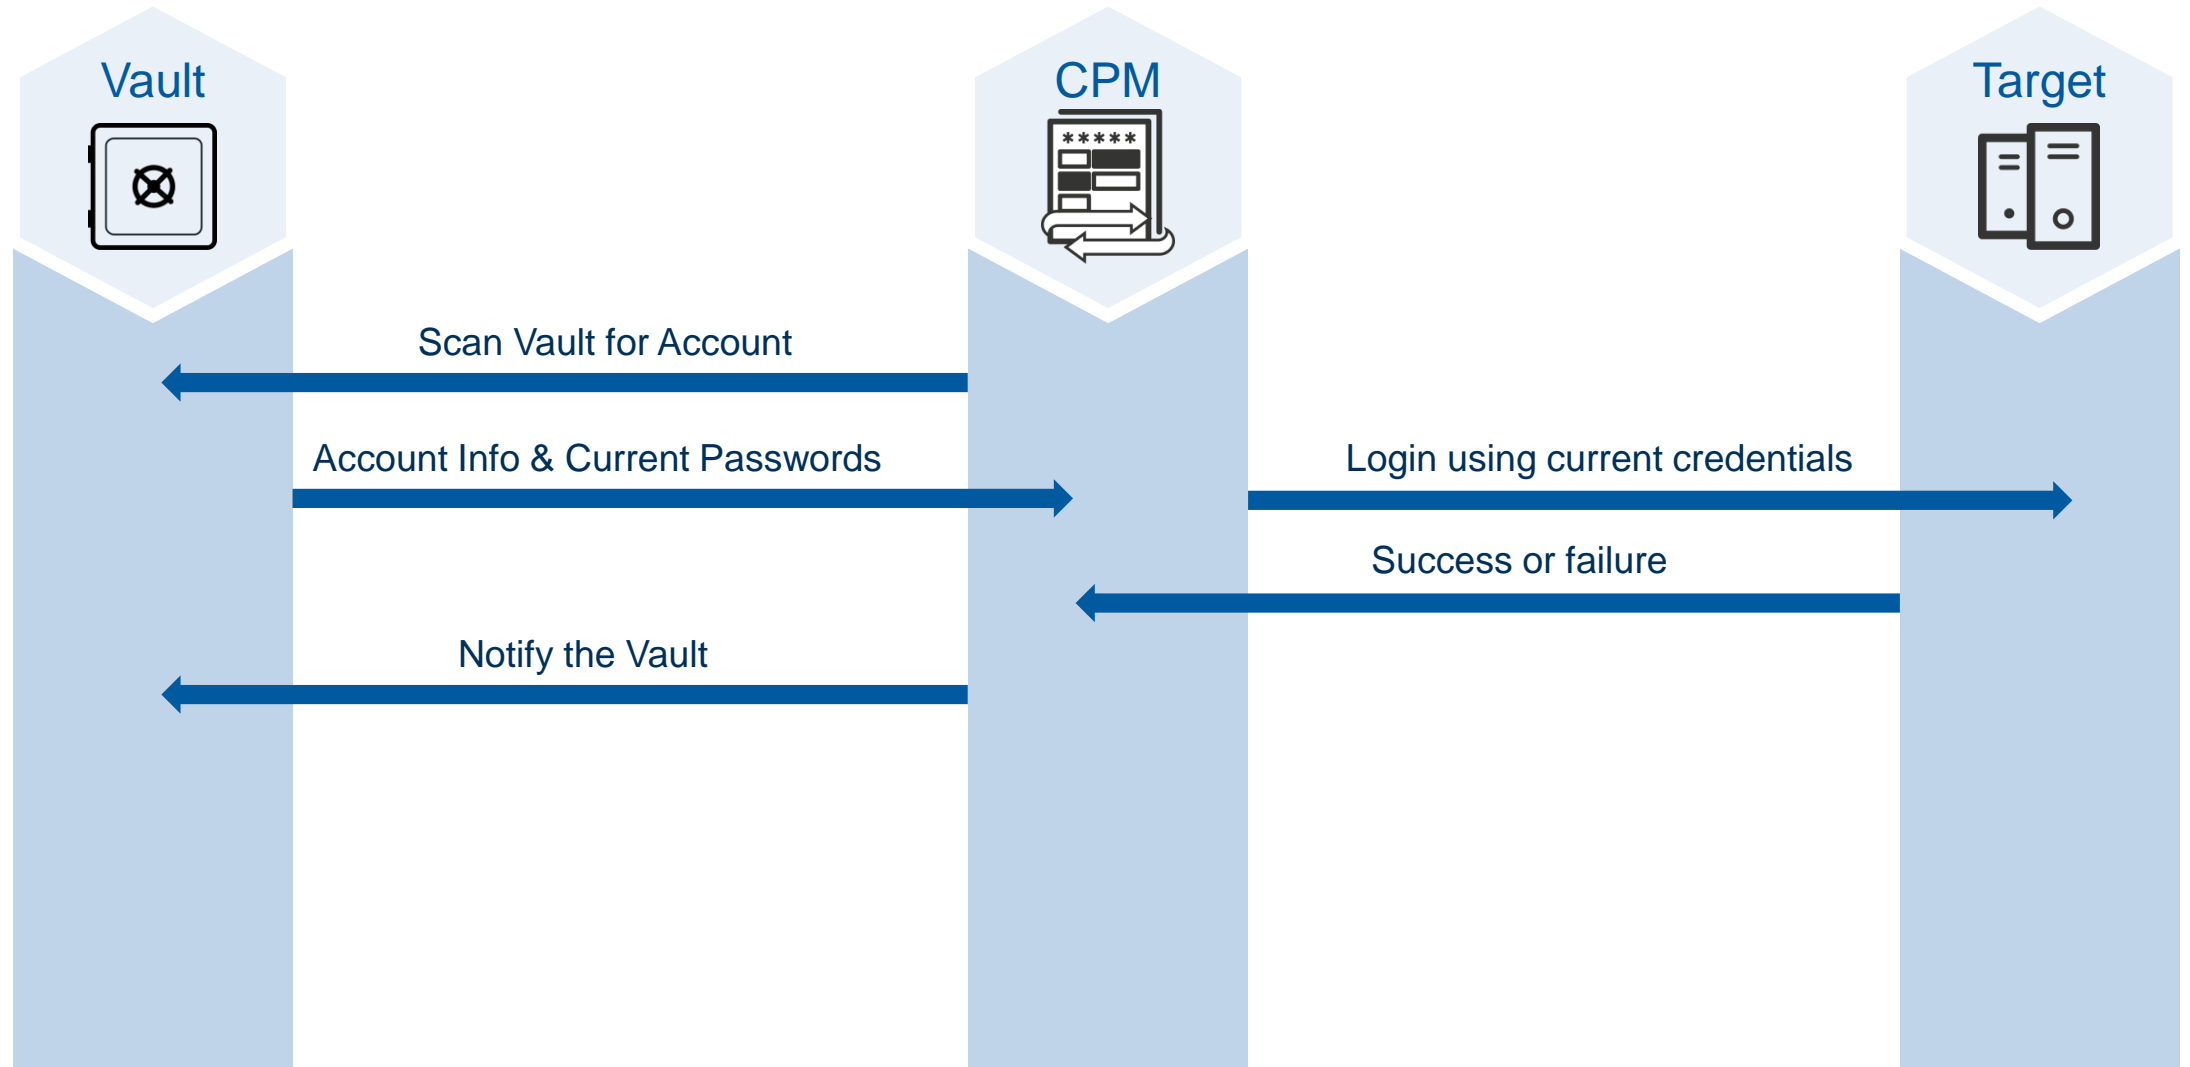 Vault
CPM
Target
*****
Scan Vault for Account
Account Info & Current Passwords
Login using current credentials
Success or failure
Notify the Vault